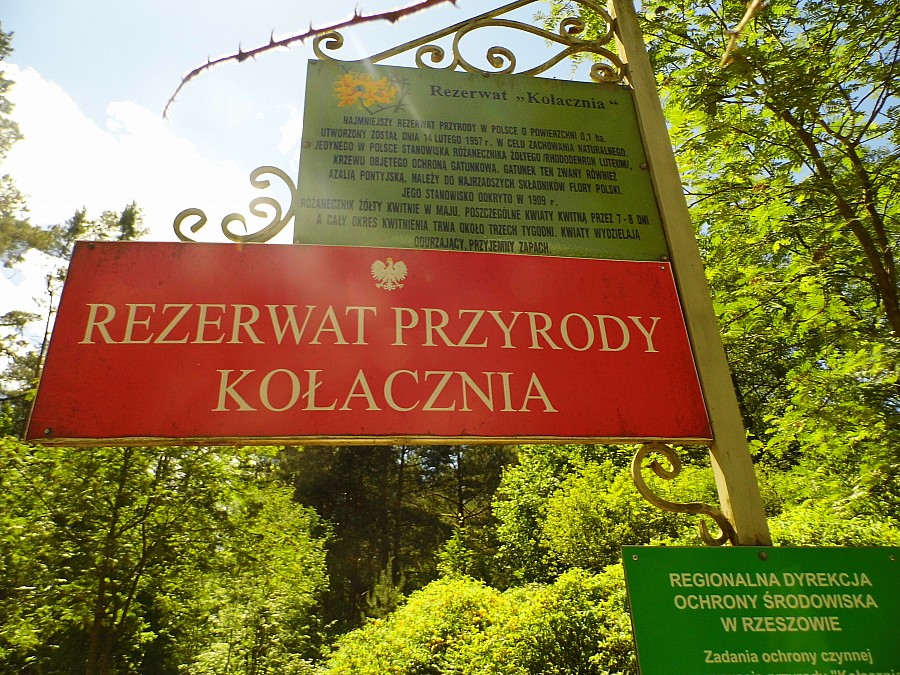 Rezerwat „Kołacznia"
NAJMNIEJSZY REZERWAT PRZYRODY W POLSCE O POWIERZCHNI 0,1 ha.
UTWORZONY ZOSTAŁ DNIA 14 LUTEGO 1957 r. W CELU ZACHOWANIA NATURALNEGO,
JEDYNEGO W POLSCE STANOWISKA RÓŻANECZNIKA ŻÓŁTEGO /RHODODENRON LUTEUM/,
KRZEWU OBJĘTEGO OCHRONĄ GATUNKOWĄ. GATUNEK TEN ZWANY RÓWNIEŻ
AZALIĄ PONTYJSKĄ, NALEŻY DO NAJRZADSZYCH SKŁADNIKÓW FLORY POLSKI.
JEGO STANOWISKO ODKRYTO W 1909 r.
RÓŻANECZNIK ŻÓŁTY KWITNIE W MAJU. POSZCZEGÓLNE KWIATY KWITNĄ PRZEZ 7-8 DNI
A CAŁY OKRES KWITNIENIA TRWA OKOŁO TRZECH TYGODNI. KWIATY WYDZIELAJĄ
ODURZAJĄCY, PRZYJEMNY ZAPACH.
REZERWAT PRZYRODY
KOŁACZNIA
REGIONALNA DYREKCJA
OCHRONY ŚRODOWISKA
W RZESZOWIE
Zadania ochrony czynnej
przyrody "Kołacznia